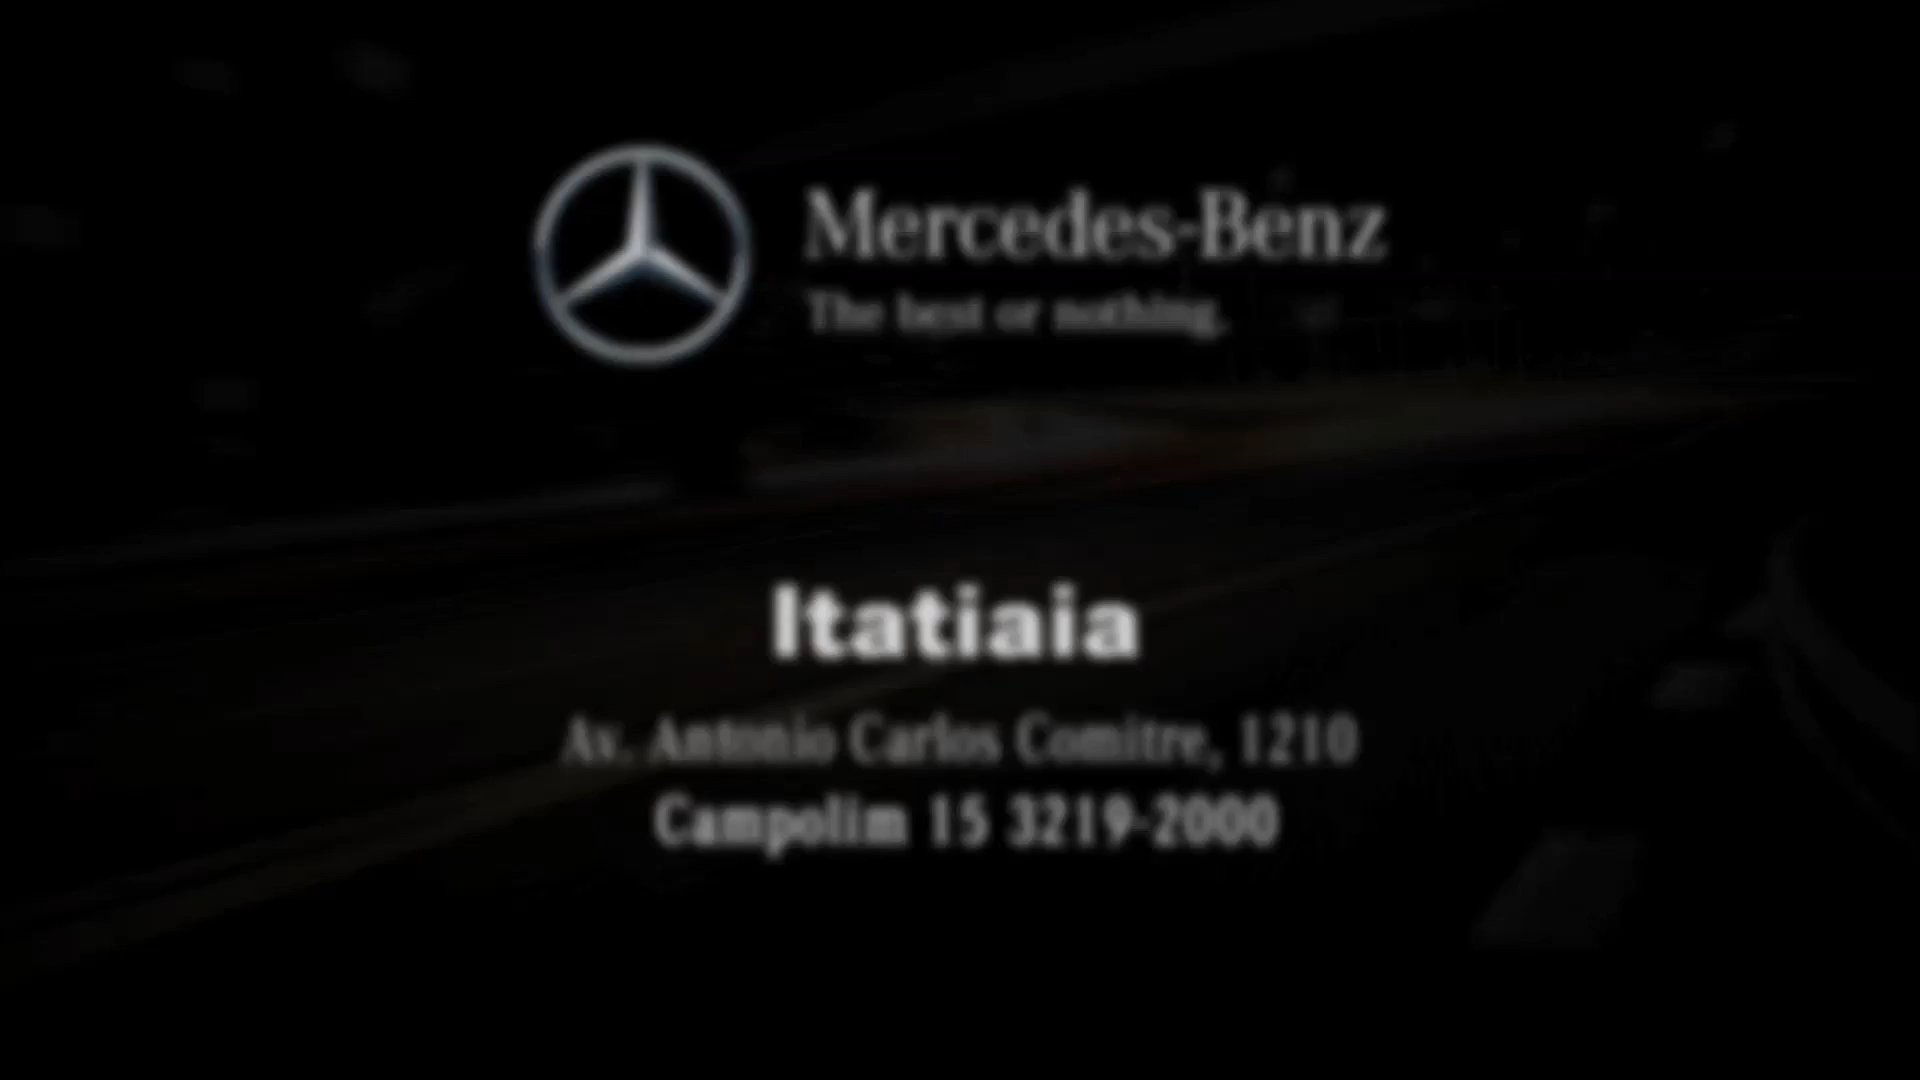 Mercedes-Benz
The best or nothing.
Itatiaia
Av. Antonio Carlos Comitre, 1210
Campolim 15 3219-2000